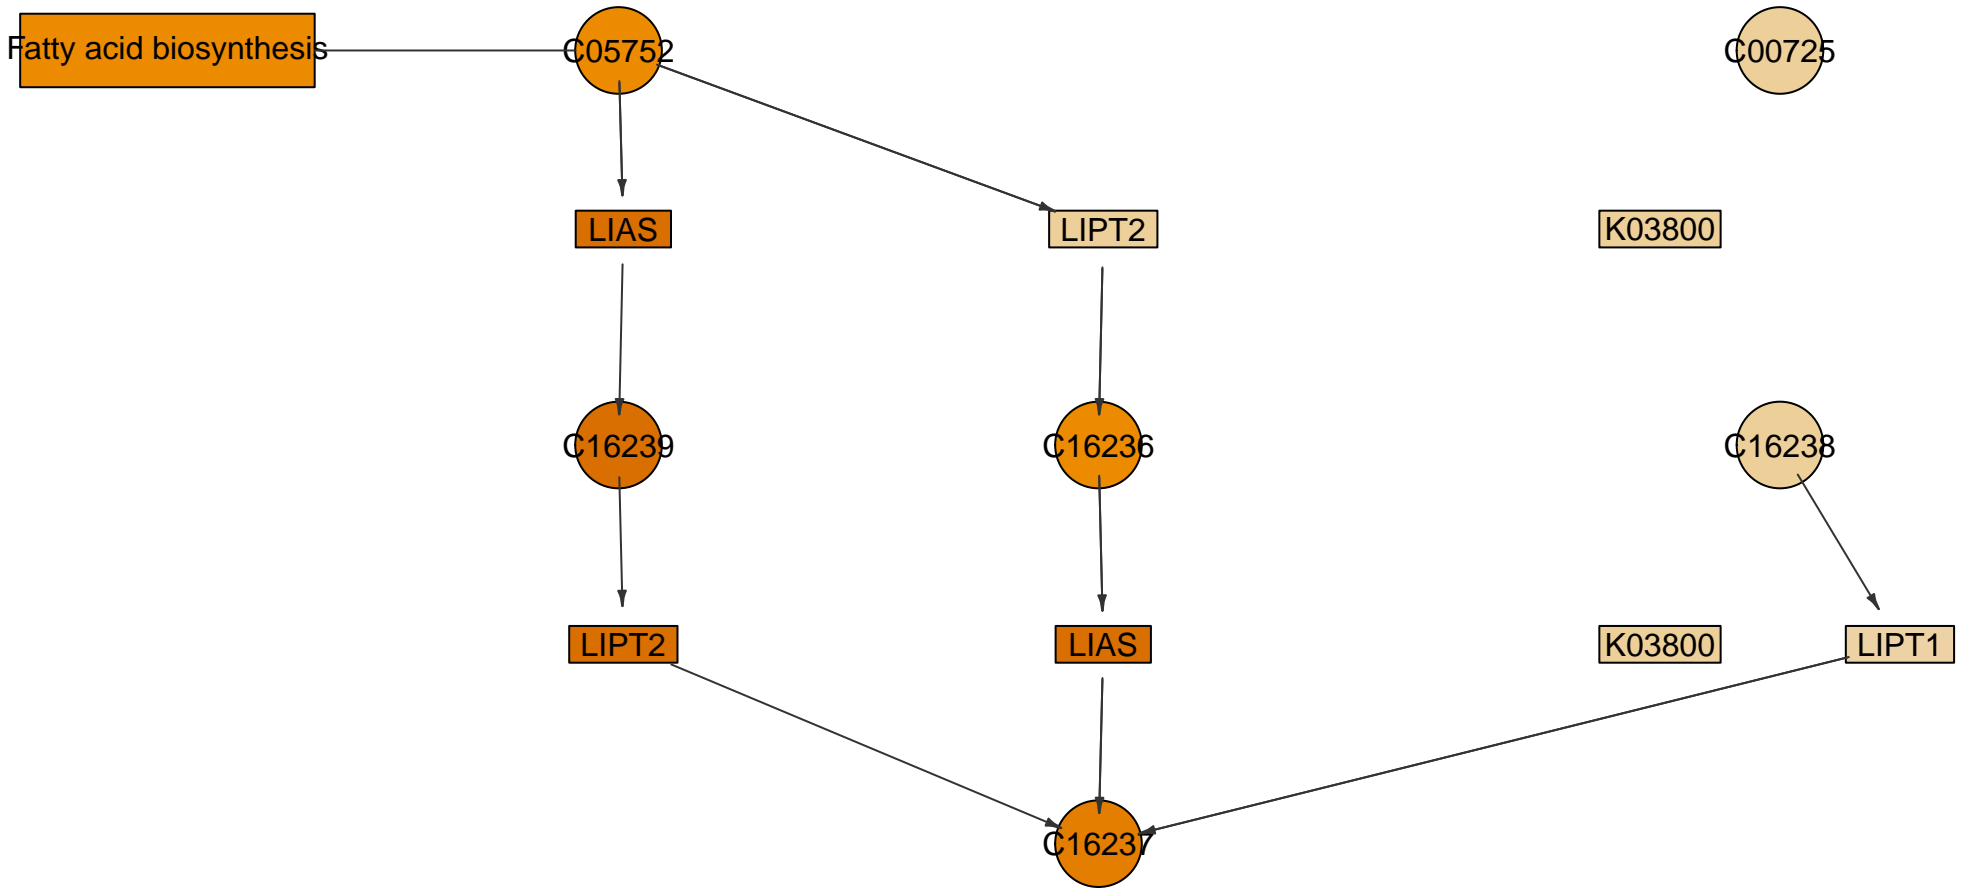 Fatty acid biosynthesis
C05752
C00725
LIAS
LIPT2
K03800
C16239
C16236
C16238
LIPT2
LIAS
K03800
LIPT1
C16237